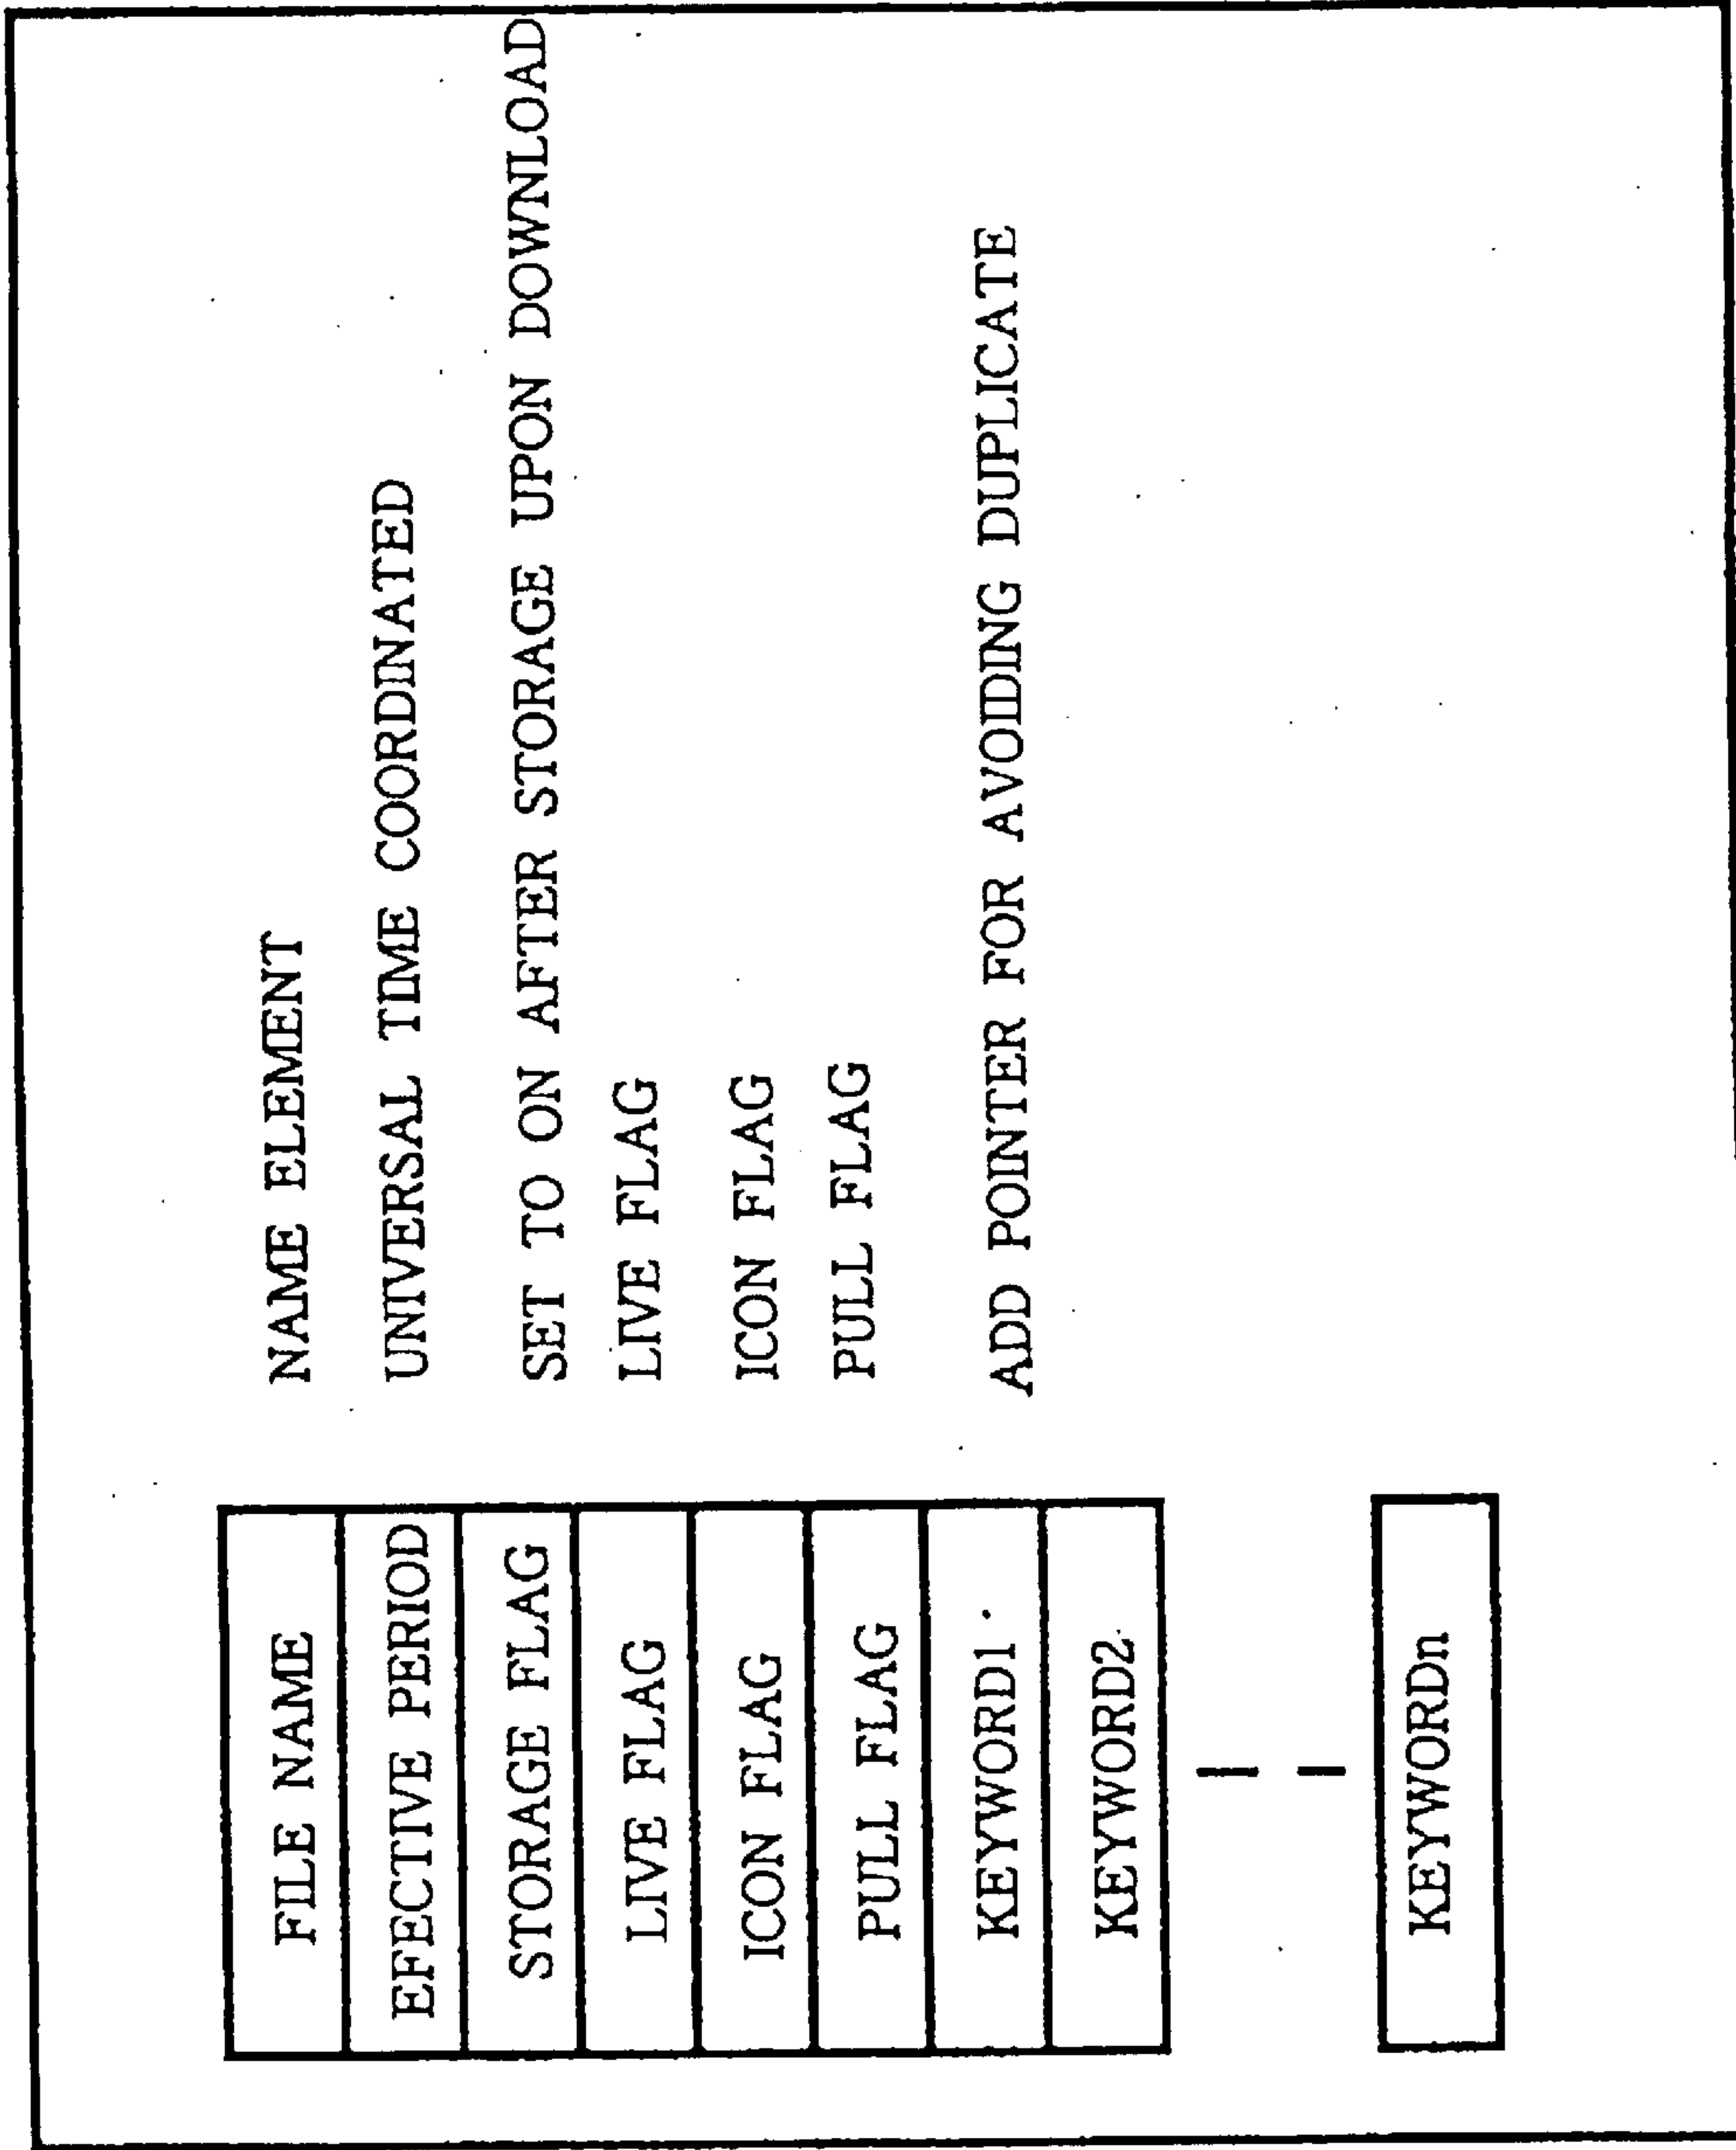 FILE NAME NAME ELEMENT
EFFECTIVE PERIOD UNIVERSAL TIME COORDINATED
STORAGE FLAG SET TO ON AFTER STORAGE UPON DOWNLOAD
LIVE FLAG LIVE FLAG
ICON FLAG ICON FLAG
PULL FLAG PULL FLAG
KEYWORD1 ADD POINTER FOR AVOIDING DUPLICATE
KEYWORD2
KEYWORDn